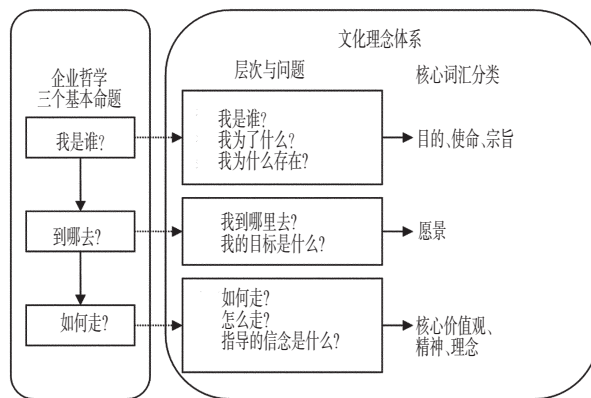 文化理念体系
企业哲学
三个基本命题
层次与问题
核心词汇分类
我是谁?
我是谁?
我为了什么?
我为什么存在?
目的、使命、宗旨
到哪去?
我到哪里去?
我的目标是什么?
愿景
如何走?
如何走?
怎么走?
指导的信念是什么?
核心价值观、
精神、理念